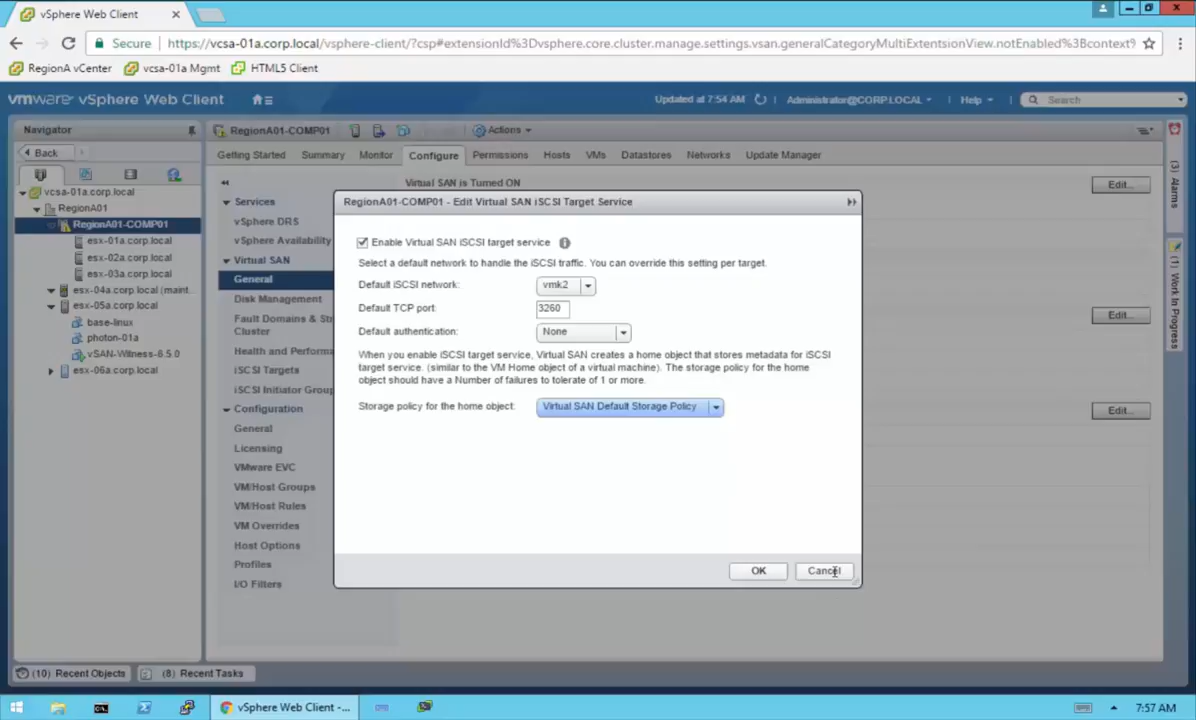 vSphere Web Client
Secure
https://vcsa-01a.corp.local/vsphere-client/?csp#extensionId%3Dvsphere.core.cluster.manage.settings.vsan.generalCategoryMultiExtentsionView.notEnabled%3Bcontext%
RegionA vCenter
vcsa-01a Mgmt
HTML5 Client
vmware vSphere Web Client
Updated at 7:54 AM
Administrator@CORP.LOCAL
Help
Search
Navigator
RegionA01-COMP01
Actions
Back
Getting Started
Summary
Monitor
Configure
Permissions
Hosts
VMs
Datastores
Networks
Update Manager
vcsa-01a.corp.local
RegionA01
RegionA01-COMP01
esx-01a.corp.local
esx-02a.corp.local
esx-03a.corp.local
esx-04a.corp.local (maint...
esx-05a.corp.local
base-linux
photon-01a
vSAN-Witness-6.5.0
esx-06a.corp.local
Services
vSphere DRS
vSphere Availability
Virtual SAN
General
Disk Management
Fault Domains & Str
Cluster
Health and Performa
iSCSI Targets
iSCSI Initiator Group
Configuration
General
Licensing
VMware EVC
VM/Host Groups
VM/Host Rules
VM Overrides
Host Options
Profiles
I/O Filters
Virtual SAN is Turned ON
Edit...
Edit...
Edit...
RegionA01-COMP01 - Edit Virtual SAN iSCSI Target Service
Enable Virtual SAN iSCSI target service
Select a default network to handle the iSCSI traffic. You can override this setting per target.
Default iSCSI network:
vmk2
Default TCP port:
3260
Default authentication:
None
When you enable iSCSI target service, Virtual SAN creates a home object that stores metadata for iSCSI
target service. (similar to the VM Home object of a virtual machine). The storage policy for the home
object should have a Number of failures to tolerate of 1 or more.
Storage policy for the home object:
Virtual SAN Default Storage Policy
OK
Cancel
(3) Alarms
(1) Work In Progress
(10) Recent Objects
(8) Recent Tasks
vSphere Web Client -...
7:57 AM